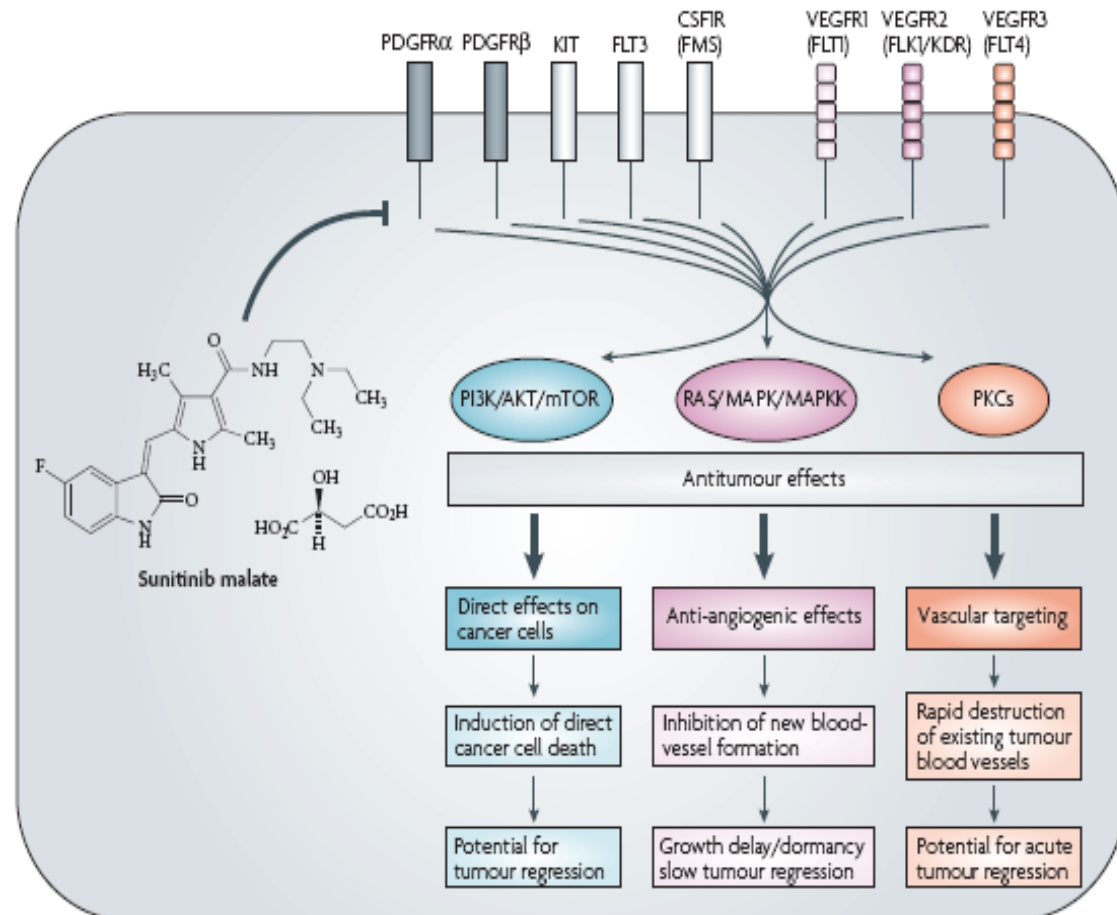 PDGFRα PDGFRβ KIT FLT3
CSF1R
(FMS)
VEGFR1
(FLT1)
VEGFR2
(FLK1/KDR)
VEGFR3
(FLT4)
O
H₃C
NH
N
CH₃
CH₃
CH₃
N
H
F
O
N
H
OH
HO₂C
CO₂H
H
Sunitinib malate
PI3K/AKT/mTOR
RAS/MAPK/MAPKK
PKCs
Antitumour effects
Direct effects on
cancer cells
Anti-angiogenic effects
Vascular targeting
Induction of direct
cancer cell death
Inhibition of new blood-
vessel formation
Rapid destruction
of existing tumour
blood vessels
Potential for
tumour regression
Growth delay/dormancy
slow tumour regression
Potential for acute
tumour regression